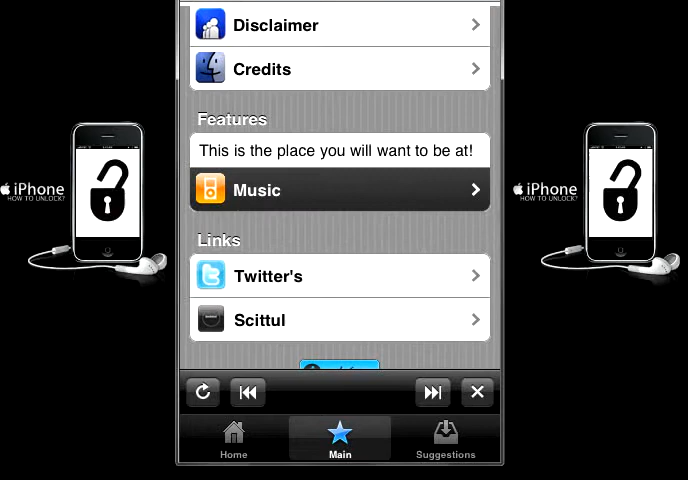 Disclaimer
Credits
Features
This is the place you will want to be at!
Music
Links
Twitter's
Scittul
Home
Main
Suggestions
iPhone
HOW TO UNLOCK?
iPhone
HOW TO UNLOCK?